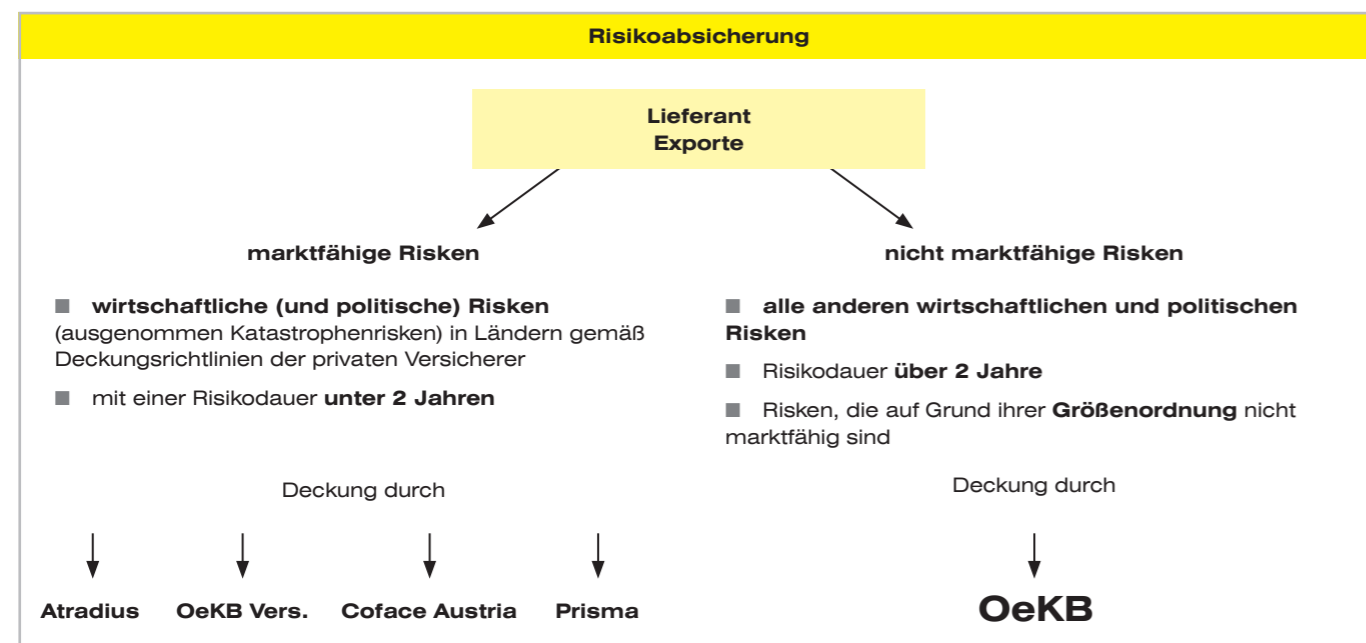 Risikoabsicherung
Lieferant
Exporte
marktfähige Risken
■ wirtschaftliche (und politische) Risken
(ausgenommen Katastrophenrisken) in Ländern gemäß
Deckungsrichtlinien der privaten Versicherer
■ mit einer Risikodauer unter 2 Jahren
Deckung durch
Atradius OeKB Vers. Coface Austria Prisma
nicht marktfähige Risken
■ alle anderen wirtschaftlichen und politischen
Risken
■ Risikodauer über 2 Jahre
■ Risken, die auf Grund ihrer Größenordnung nicht
marktfähig sind
Deckung durch
OeKB